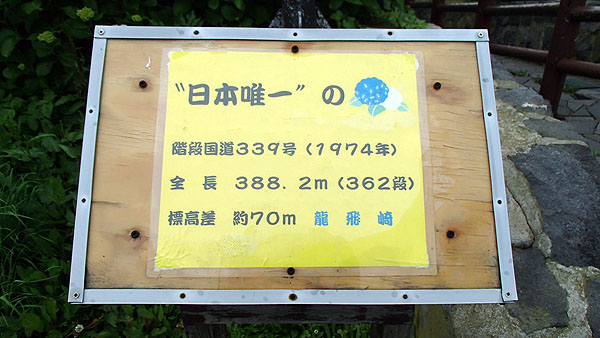 “日本唯一”の
階段国道339号(1974年)
全長 388.2m(362段)
標高差 約70m 龍飛崎